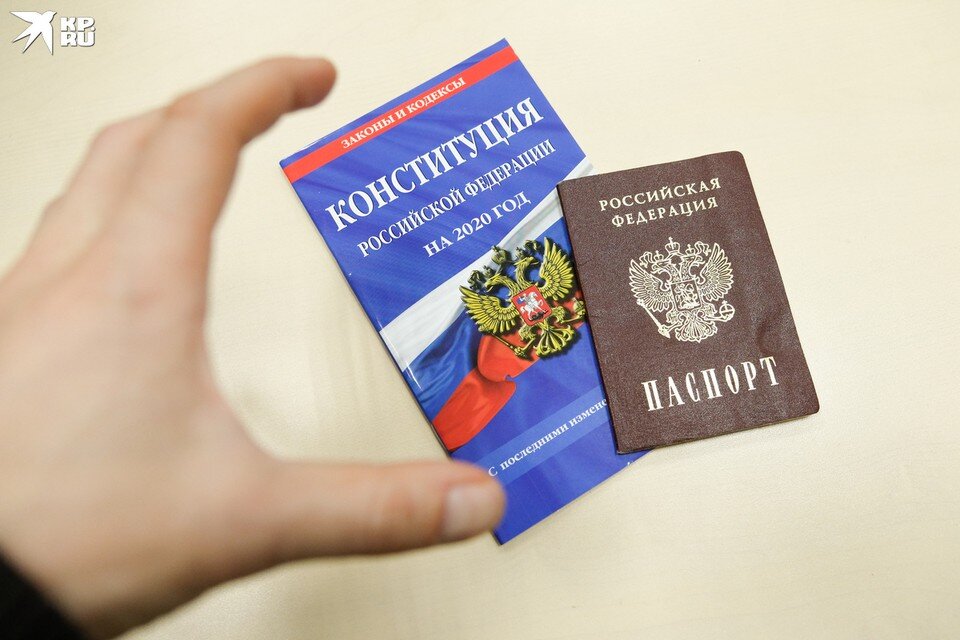 KP.
RU
ЗАКОНЫ И КОДЕКСЫ
КОНСТИТУЦИЯ
РОССИЙСКОЙ ФЕДЕРАЦИИ
НА 2020 ГОД
С последними
РОССИЙСКАЯ
ФЕДЕРАЦИЯ
ПАСПОРТ